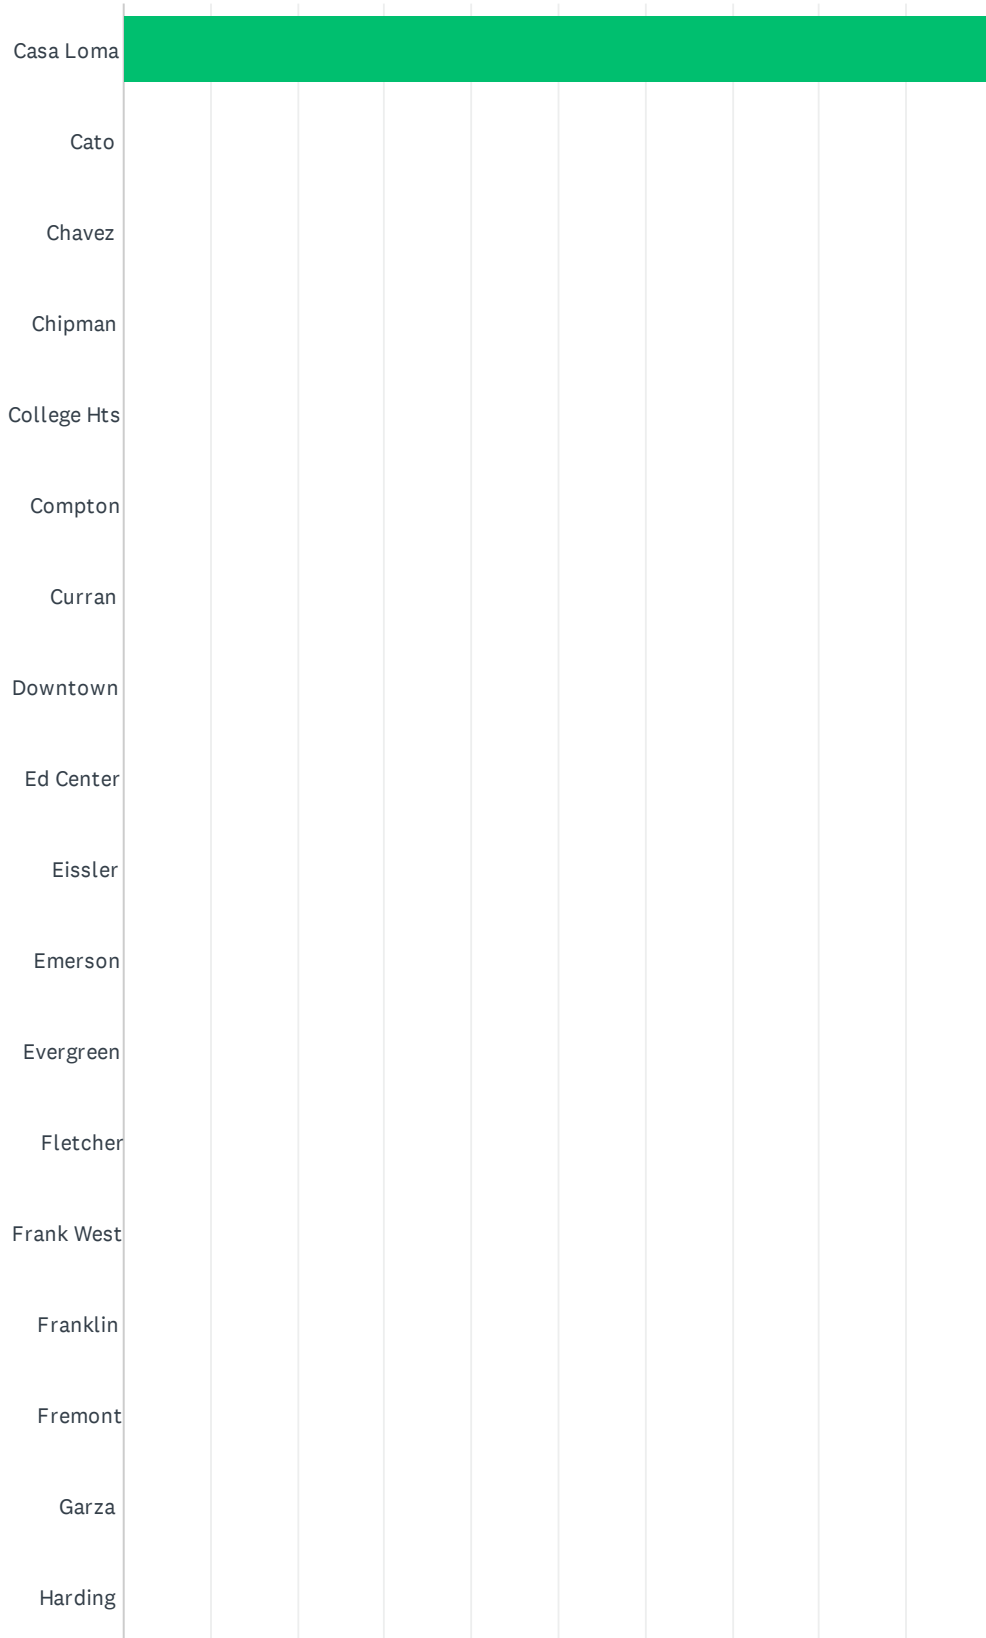 Casa Loma
Cato
Chavez
Chipman
College Hts
Compton
Curran
Downtown
Ed Center
Eissler
Emerson
Evergreen
Fletcher
Frank West
Franklin
Fremont
Garza
Harding